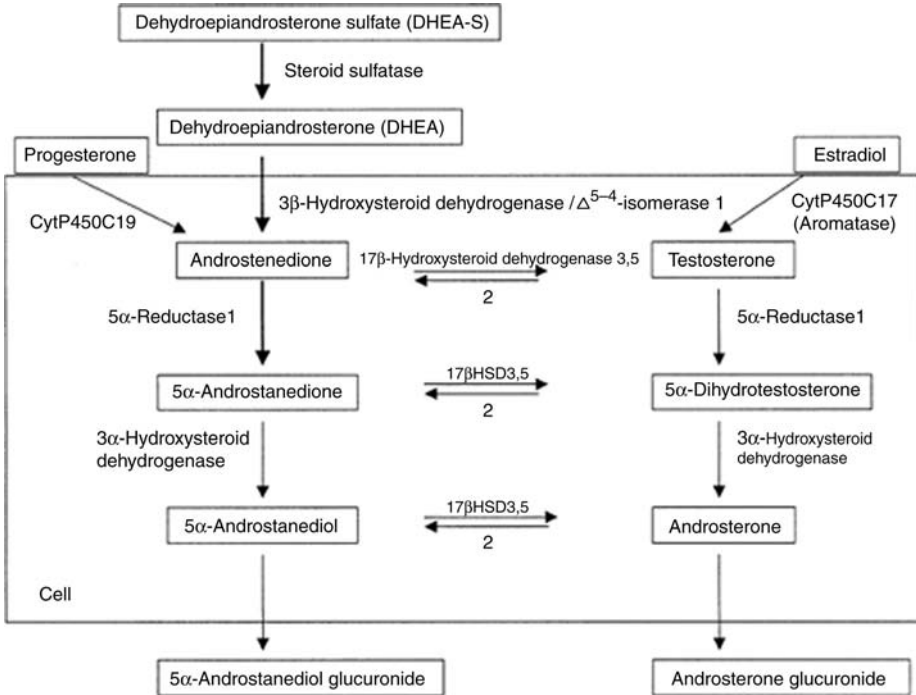 Dehydroepiandrosterone sulfate (DHEA-S)
Steroid sulfatase
Dehydroepiandrosterone (DHEA)
Progesterone
Estradiol
3β-Hydroxysteroid dehydrogenase /△5–4-isomerase 1
CytP450C19
CytP450C17
(Aromatase)
Androstenedione
17β-Hydroxysteroid dehydrogenase 3,5
2
Testosterone
5α-Reductase1
5α-Reductase1
5α-Androstanedione
17βHSD3,5
2
5α-Dihydrotestosterone
3α-Hydroxysteroid
dehydrogenase
3α-Hydroxysteroid
dehydrogenase
5α-Androstanediol
17βHSD3,5
2
Androsterone
Cell
5α-Androstanediol glucuronide
Androsterone glucuronide